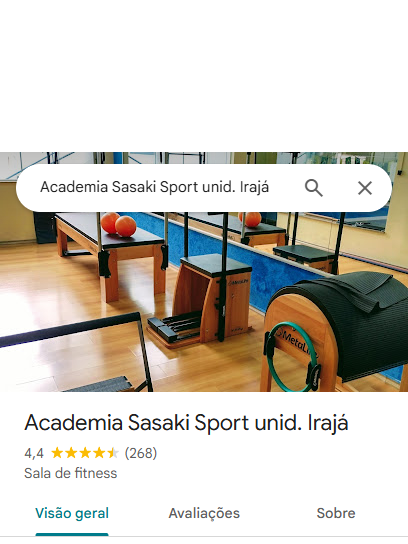 Academia Sasaki Sport unid. Irajá
MetaLife
Academia Sasaki Sport unid. Irajá
4,4 (268)
Sala de fitness
Visão geral Avaliações Sobre